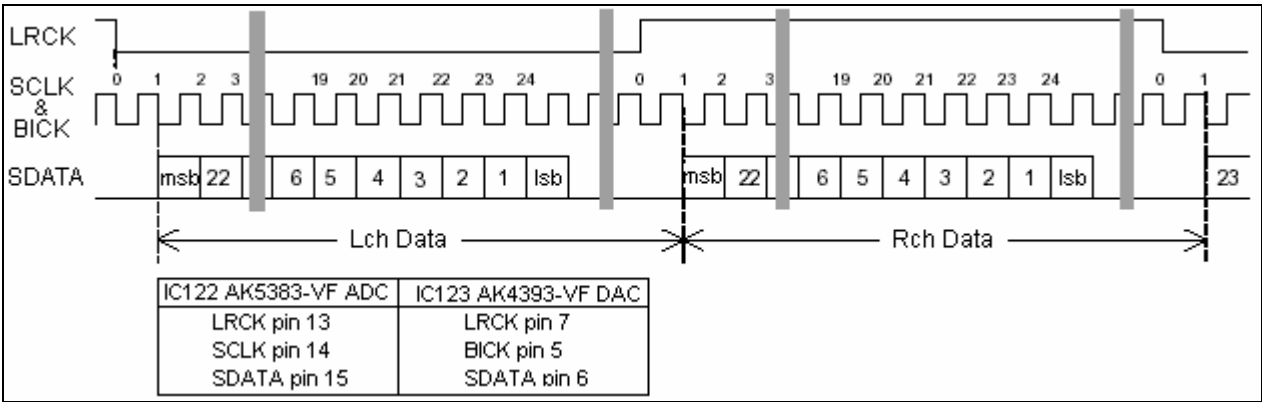 LRCK
0 1 2 3 19 20 21 22 23 24 0 1 2 3 19 20 21 22 23 24 0 1
SCLK
&
BICK
SDATA msb 22 6 5 4 3 2 1 lsb msb 22 6 5 4 3 2 1 lsb 23
Lch Data Rch Data
IC122 AK5383-VF ADC IC123 AK4393-VF DAC
LRCK pin 13 LRCK pin 7
SCLK pin 14 BICK pin 5
SDATA pin 15 SDATA pin 6